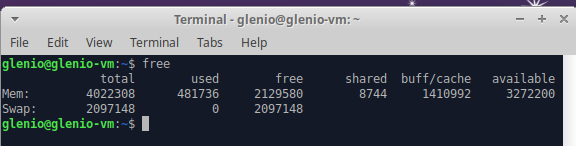 Terminal - glenio@glenio-vm: ~
File Edit View Terminal Tabs Help
glenio@glenio-vm:~$ free
total used free shared buff/cache available
Mem: 4022308 481736 2129580 8744 1410992 3272200
Swap: 2097148 0 2097148
glenio@glenio-vm:~$